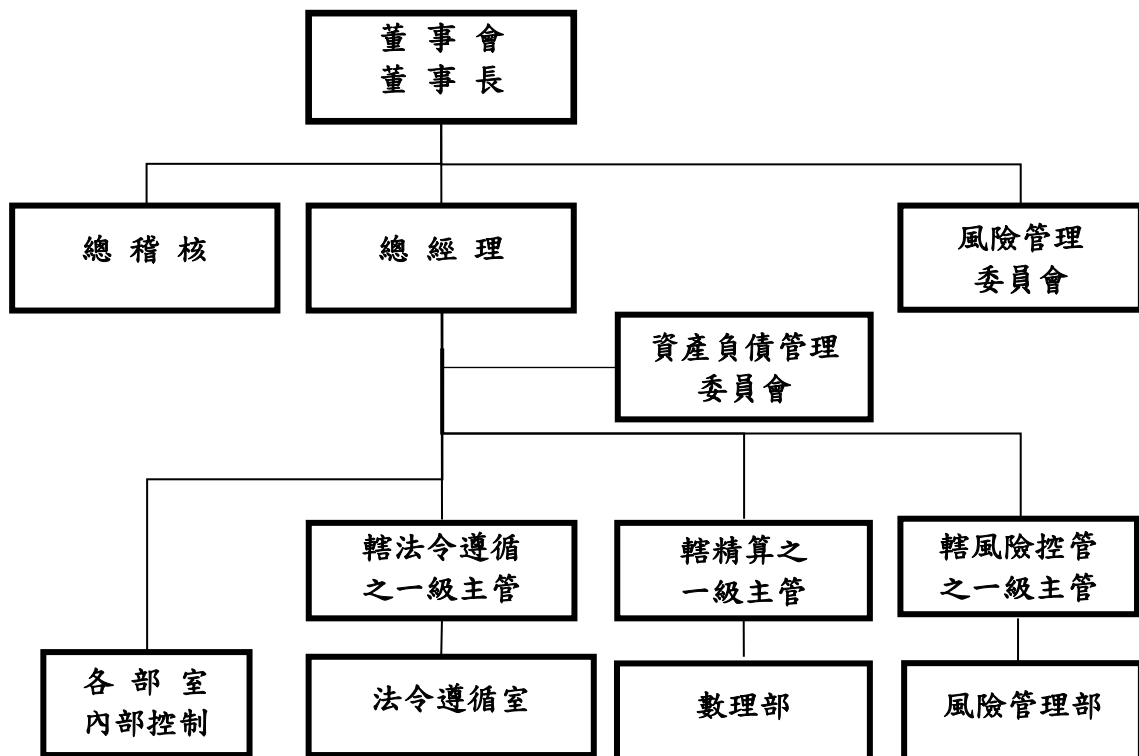 董 事 會
董 事 長
總 稽 核
總 經 理
風險管理
委員會
資產負債管理
委員會
轄法令遵循
之一級主管
轄精算之
一級主管
轄風險控管
之一級主管
各 部 室
內部控制
法令遵循室
數理部
風險管理部